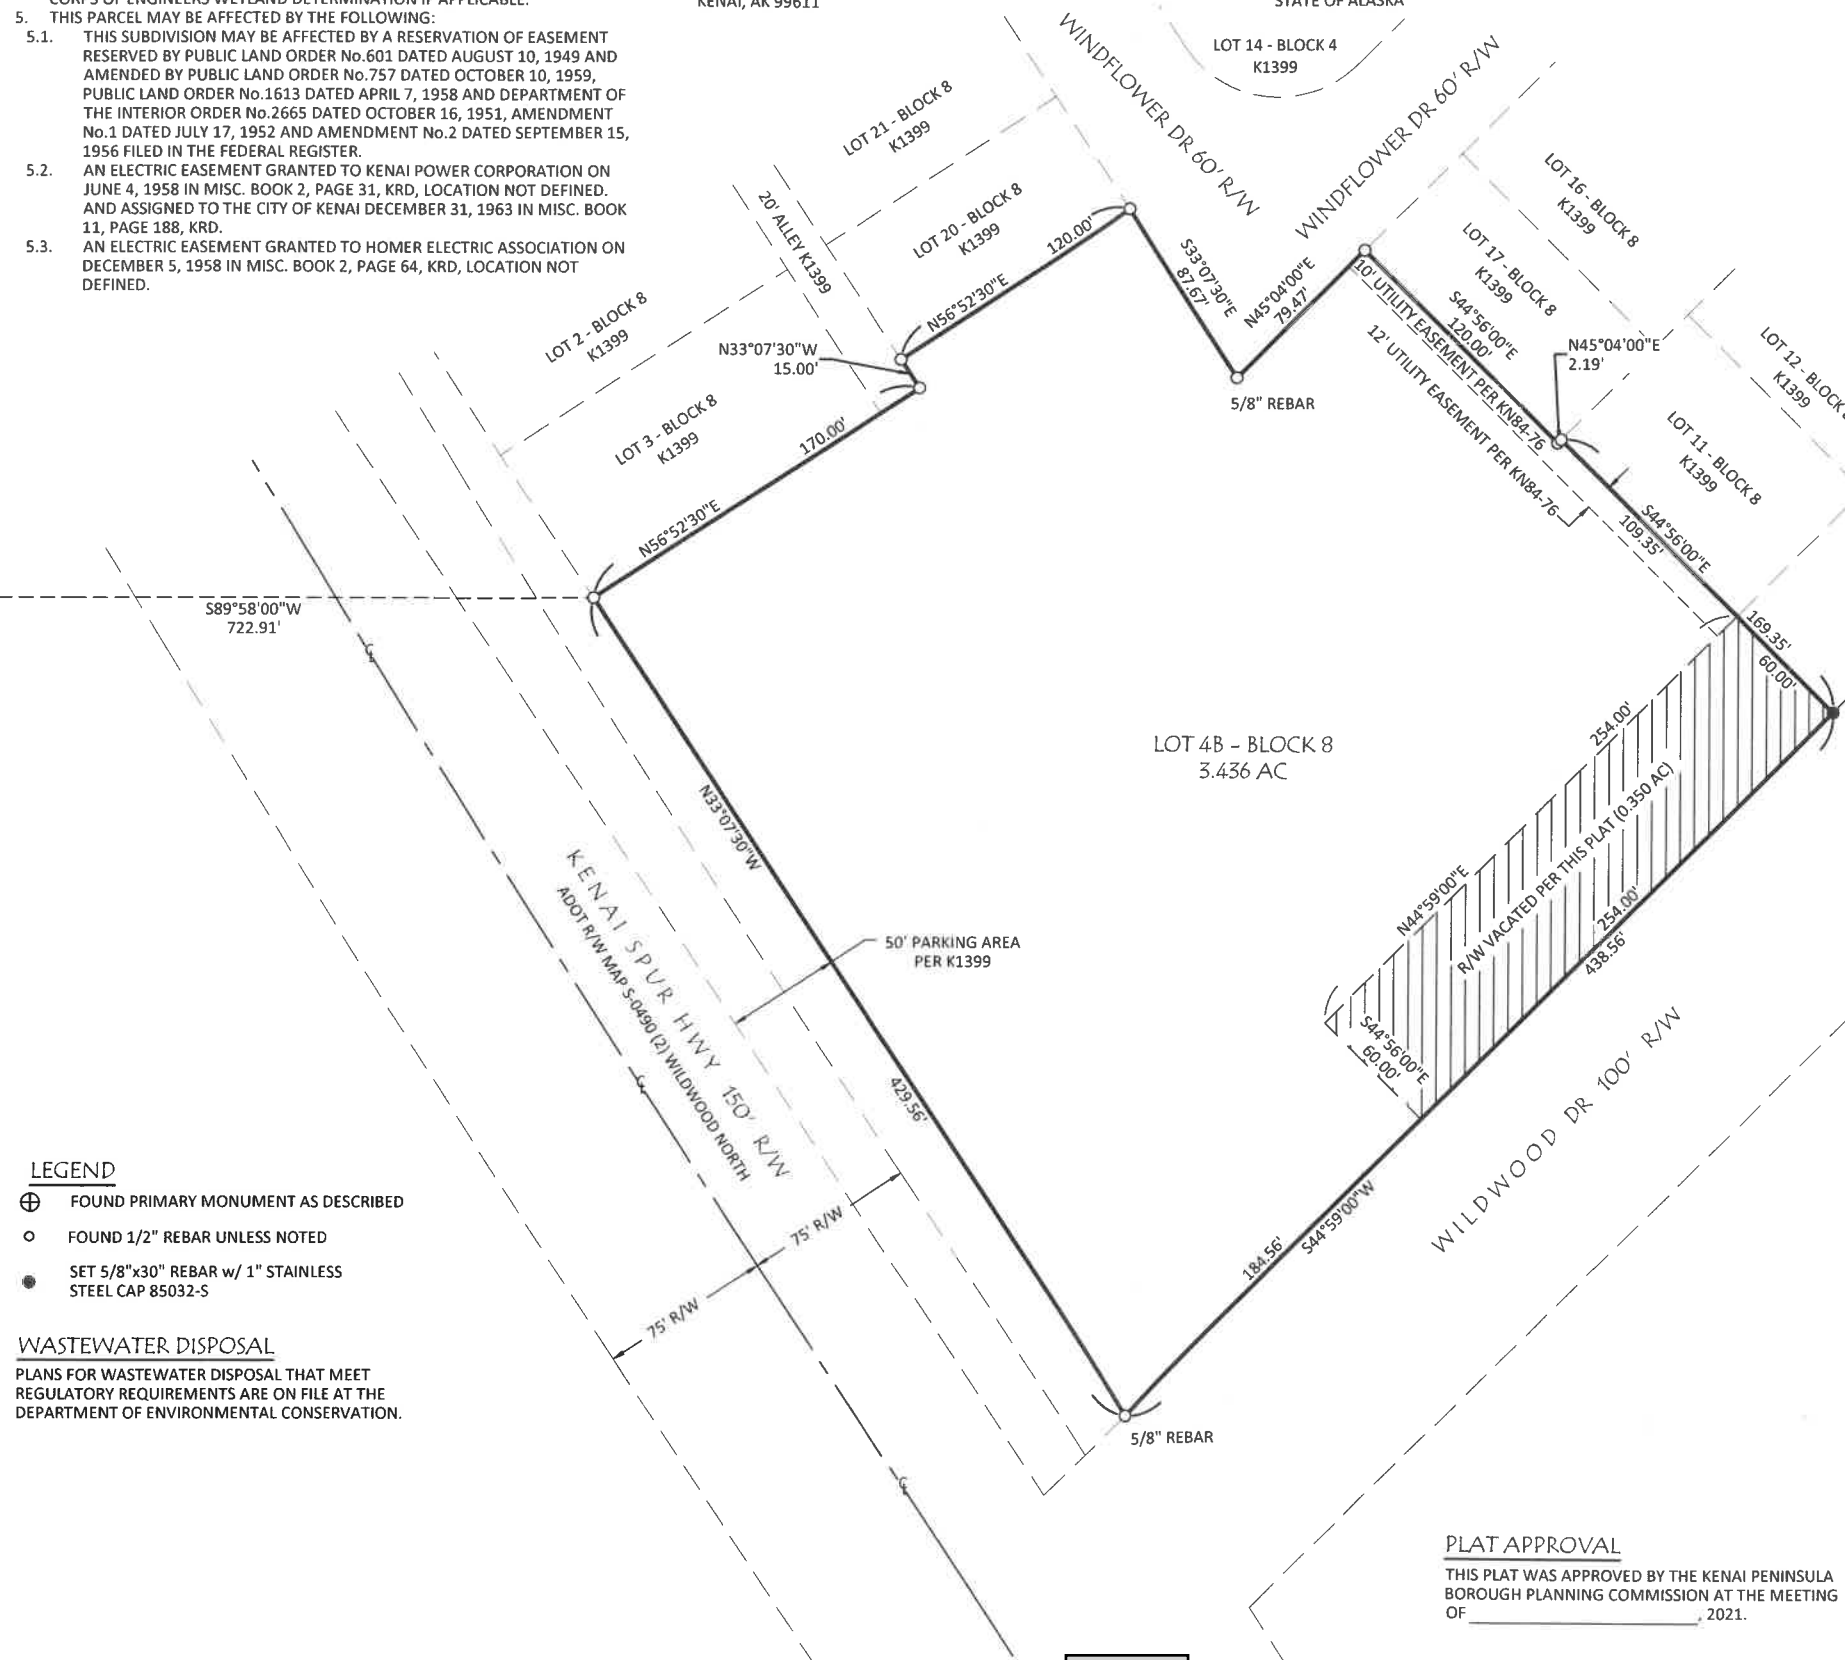 CORPS OF ENGINEERS WETLAND DETERMINATION IF APPLICABLE.
KENAI, AK 99611
STATE OF ALASKA
5. THIS PARCEL MAY BE AFFECTED BY THE FOLLOWING:
5.1. THIS SUBDIVISION MAY BE AFFECTED BY A RESERVATION OF EASEMENT
RESERVED BY PUBLIC LAND ORDER No.601 DATED AUGUST 10, 1949 AND
AMENDED BY PUBLIC LAND ORDER No.757 DATED OCTOBER 10, 1959,
PUBLIC LAND ORDER No.1613 DATED APRIL 7, 1958 AND DEPARTMENT OF
THE INTERIOR ORDER No.2665 DATED OCTOBER 16, 1951, AMENDMENT
No.1 DATED JULY 17, 1952 AND AMENDMENT No.2 DATED SEPTEMBER 15,
1956 FILED IN THE FEDERAL REGISTER.
5.2. AN ELECTRIC EASEMENT GRANTED TO KENAI POWER CORPORATION ON
JUNE 4, 1958 IN MISC. BOOK 2, PAGE 31, KRD, LOCATION NOT DEFINED.
AND ASSIGNED TO THE CITY OF KENAI DECEMBER 31, 1963 IN MISC. BOOK
11, PAGE 188, KRD.
5.3. AN ELECTRIC EASEMENT GRANTED TO HOMER ELECTRIC ASSOCIATION ON
DECEMBER 5, 1958 IN MISC. BOOK 2, PAGE 64, KRD, LOCATION NOT
DEFINED.
LOT 14 - BLOCK 4
K1399
WINDFLOWER DR 60' R/W
WINDFLOWER DR 60' R/W
LOT 21 - BLOCK 8
K1399
LOT 20 - BLOCK 8
K1399
20' ALLEY K1399
LOT 16 - BLOCK 8
K1399
LOT 17 - BLOCK 8
K1399
LOT 12 - BLOCK 8
K1399
LOT 11 - BLOCK 8
K1399
LOT 2 - BLOCK 8
K1399
LOT 3 - BLOCK 8
K1399
N56°52'30"E
120.00'
S33°07'30"E
87.67'
N45°04'00"E
79.47'
5/8" REBAR
10' UTILITY EASEMENT PER KN84-76
12' UTILITY EASEMENT PER KN84-76
S44°56'00"E
120.00'
N45°04'00"E
2.19'
N33°07'30"W
15.00'
N56°52'30"E
170.00'
S44°56'00"E
109.35'
169.35'
60.00'
S89°58'00"W
722.91'
LOT 4B - BLOCK 8
3.436 AC
254.00'
N44°59'00"E
R/W VACATED PER THIS PLAT (0.350 AC)
254.00'
438.56'
S44°56'00"E
60.00'
N33°07'30"W
429.56'
50' PARKING AREA
PER K1399
KENAI SPUR HWY 150' R/W
ADOT R/W MAP S-0490 (2) WILDWOOD NORTH
75' R/W
75' R/W
184.56'
S44°59'00"W
WILDWOOD DR 100' R/W
5/8" REBAR
LEGEND
FOUND PRIMARY MONUMENT AS DESCRIBED
FOUND 1/2" REBAR UNLESS NOTED
SET 5/8"x30" REBAR w/ 1" STAINLESS
STEEL CAP 85032-S
WASTEWATER DISPOSAL
PLANS FOR WASTEWATER DISPOSAL THAT MEET
REGULATORY REQUIREMENTS ARE ON FILE AT THE
DEPARTMENT OF ENVIRONMENTAL CONSERVATION.
PLAT APPROVAL
THIS PLAT WAS APPROVED BY THE KENAI PENINSULA
BOROUGH PLANNING COMMISSION AT THE MEETING
OF ____________________, 2021.